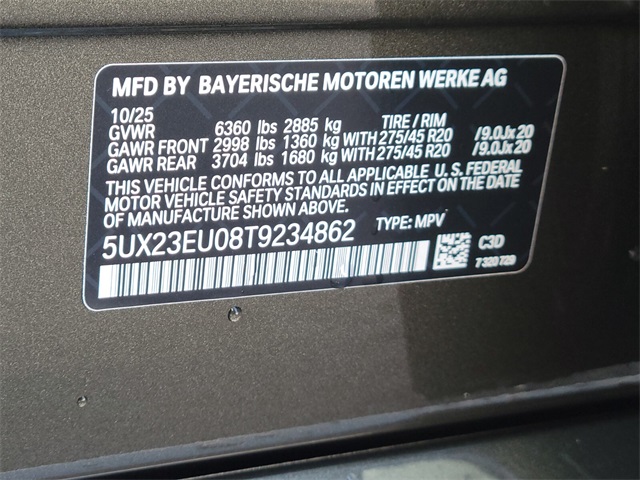 MFD BY BAYERISCHE MOTOREN WERKE AG
10/25 TIRE / RIM
GVWR 6360 lbs 2885 kg
GAWR FRONT 2998 lbs 1360 kg WITH 275/45 R20 /9.0Jx20
GAWR REAR 3704 lbs 1680 kg WITH 275/45 R20 /9.0Jx20
THIS VEHICLE CONFORMS TO ALL APPLICABLE U. S. FEDERAL
MOTOR VEHICLE SAFETY STANDARDS IN EFFECT ON THE DATE
OF MANUFACTURE SHOWN ABOVE.
5UX23EU08T9234862 TYPE: MPV
C3D